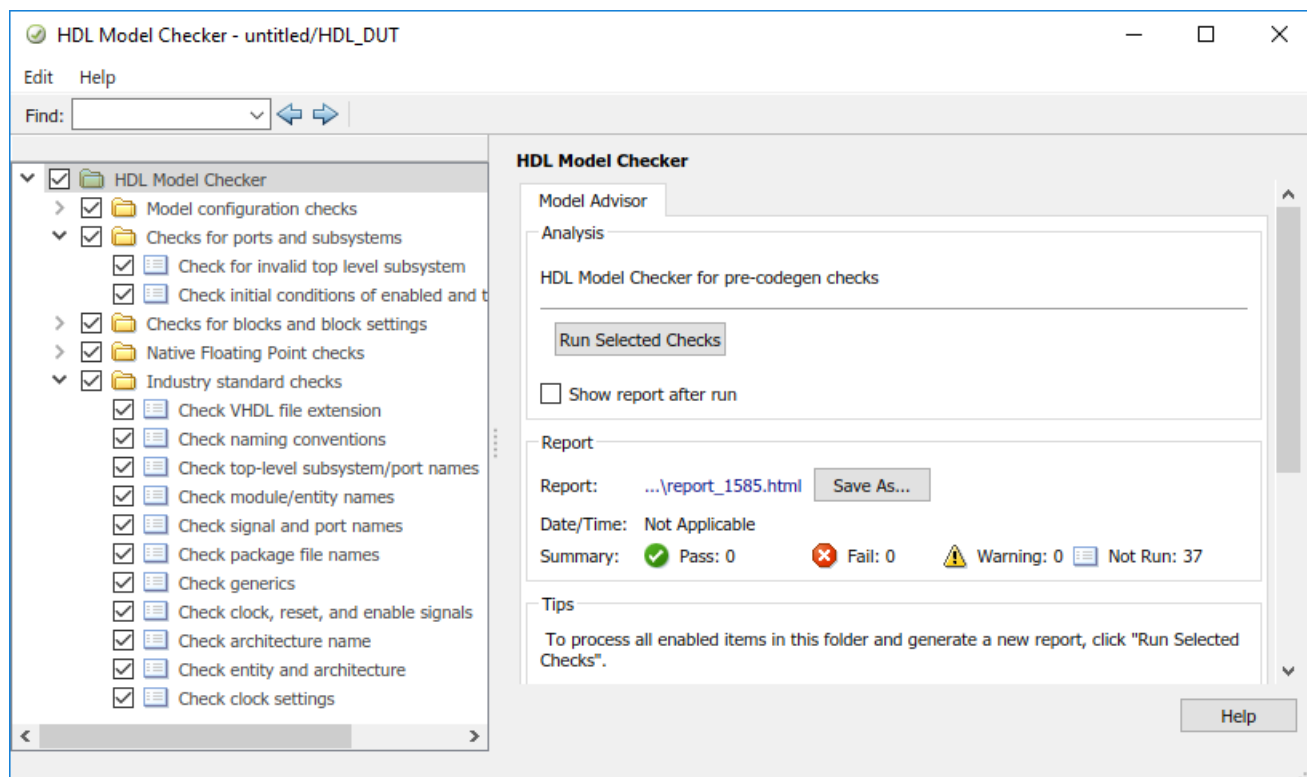 HDL Model Checker - untitled/HDL_DUT
Edit Help
Find:
HDL Model Checker
Model configuration checks
Checks for ports and subsystems
Check for invalid top level subsystem
Check initial conditions of enabled and t
Checks for blocks and block settings
Native Floating Point checks
Industry standard checks
Check VHDL file extension
Check naming conventions
Check top-level subsystem/port names
Check module/entity names
Check signal and port names
Check package file names
Check generics
Check clock, reset, and enable signals
Check architecture name
Check entity and architecture
Check clock settings
HDL Model Checker
Model Advisor
Analysis
HDL Model Checker for pre-codegen checks
Run Selected Checks
Show report after run
Report
Report: ...\report_1585.html Save As...
Date/Time: Not Applicable
Summary: Pass: 0 Fail: 0 Warning: 0 Not Run: 37
Tips
To process all enabled items in this folder and generate a new report, click "Run Selected
Checks".
Help